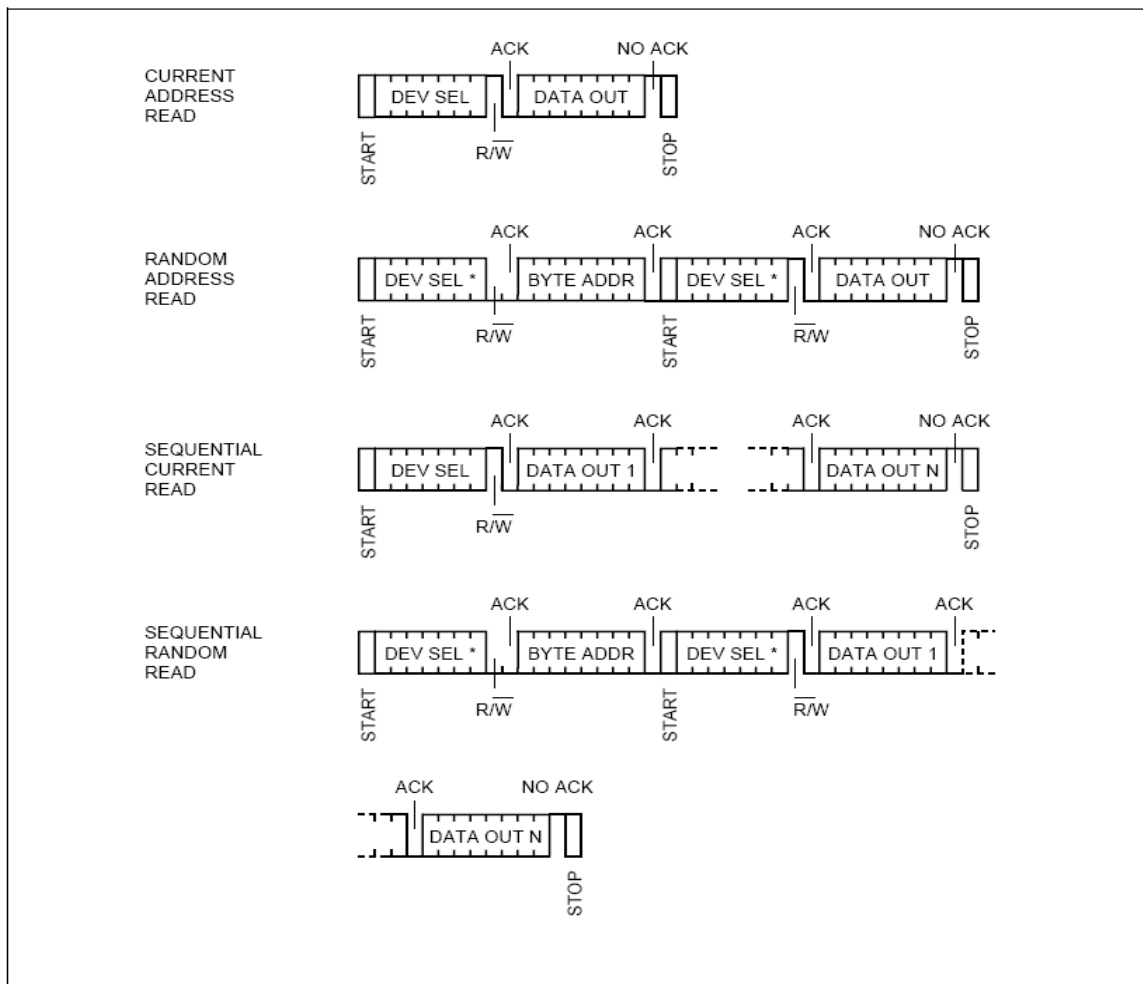 ACK NO ACK
CURRENT
ADDRESS
READ
DEV SEL DATA OUT
START R/W STOP
ACK ACK ACK NO ACK
RANDOM
ADDRESS
READ
DEV SEL * BYTE ADDR DEV SEL * DATA OUT
START R/W START R/W STOP
ACK ACK ACK NO ACK
SEQUENTIAL
CURRENT
READ
DEV SEL DATA OUT 1 DATA OUT N
START R/W STOP
ACK ACK ACK ACK
SEQUENTIAL
RANDOM
READ
DEV SEL * BYTE ADDR DEV SEL * DATA OUT 1
START R/W START R/W
ACK NO ACK
DATA OUT N
STOP